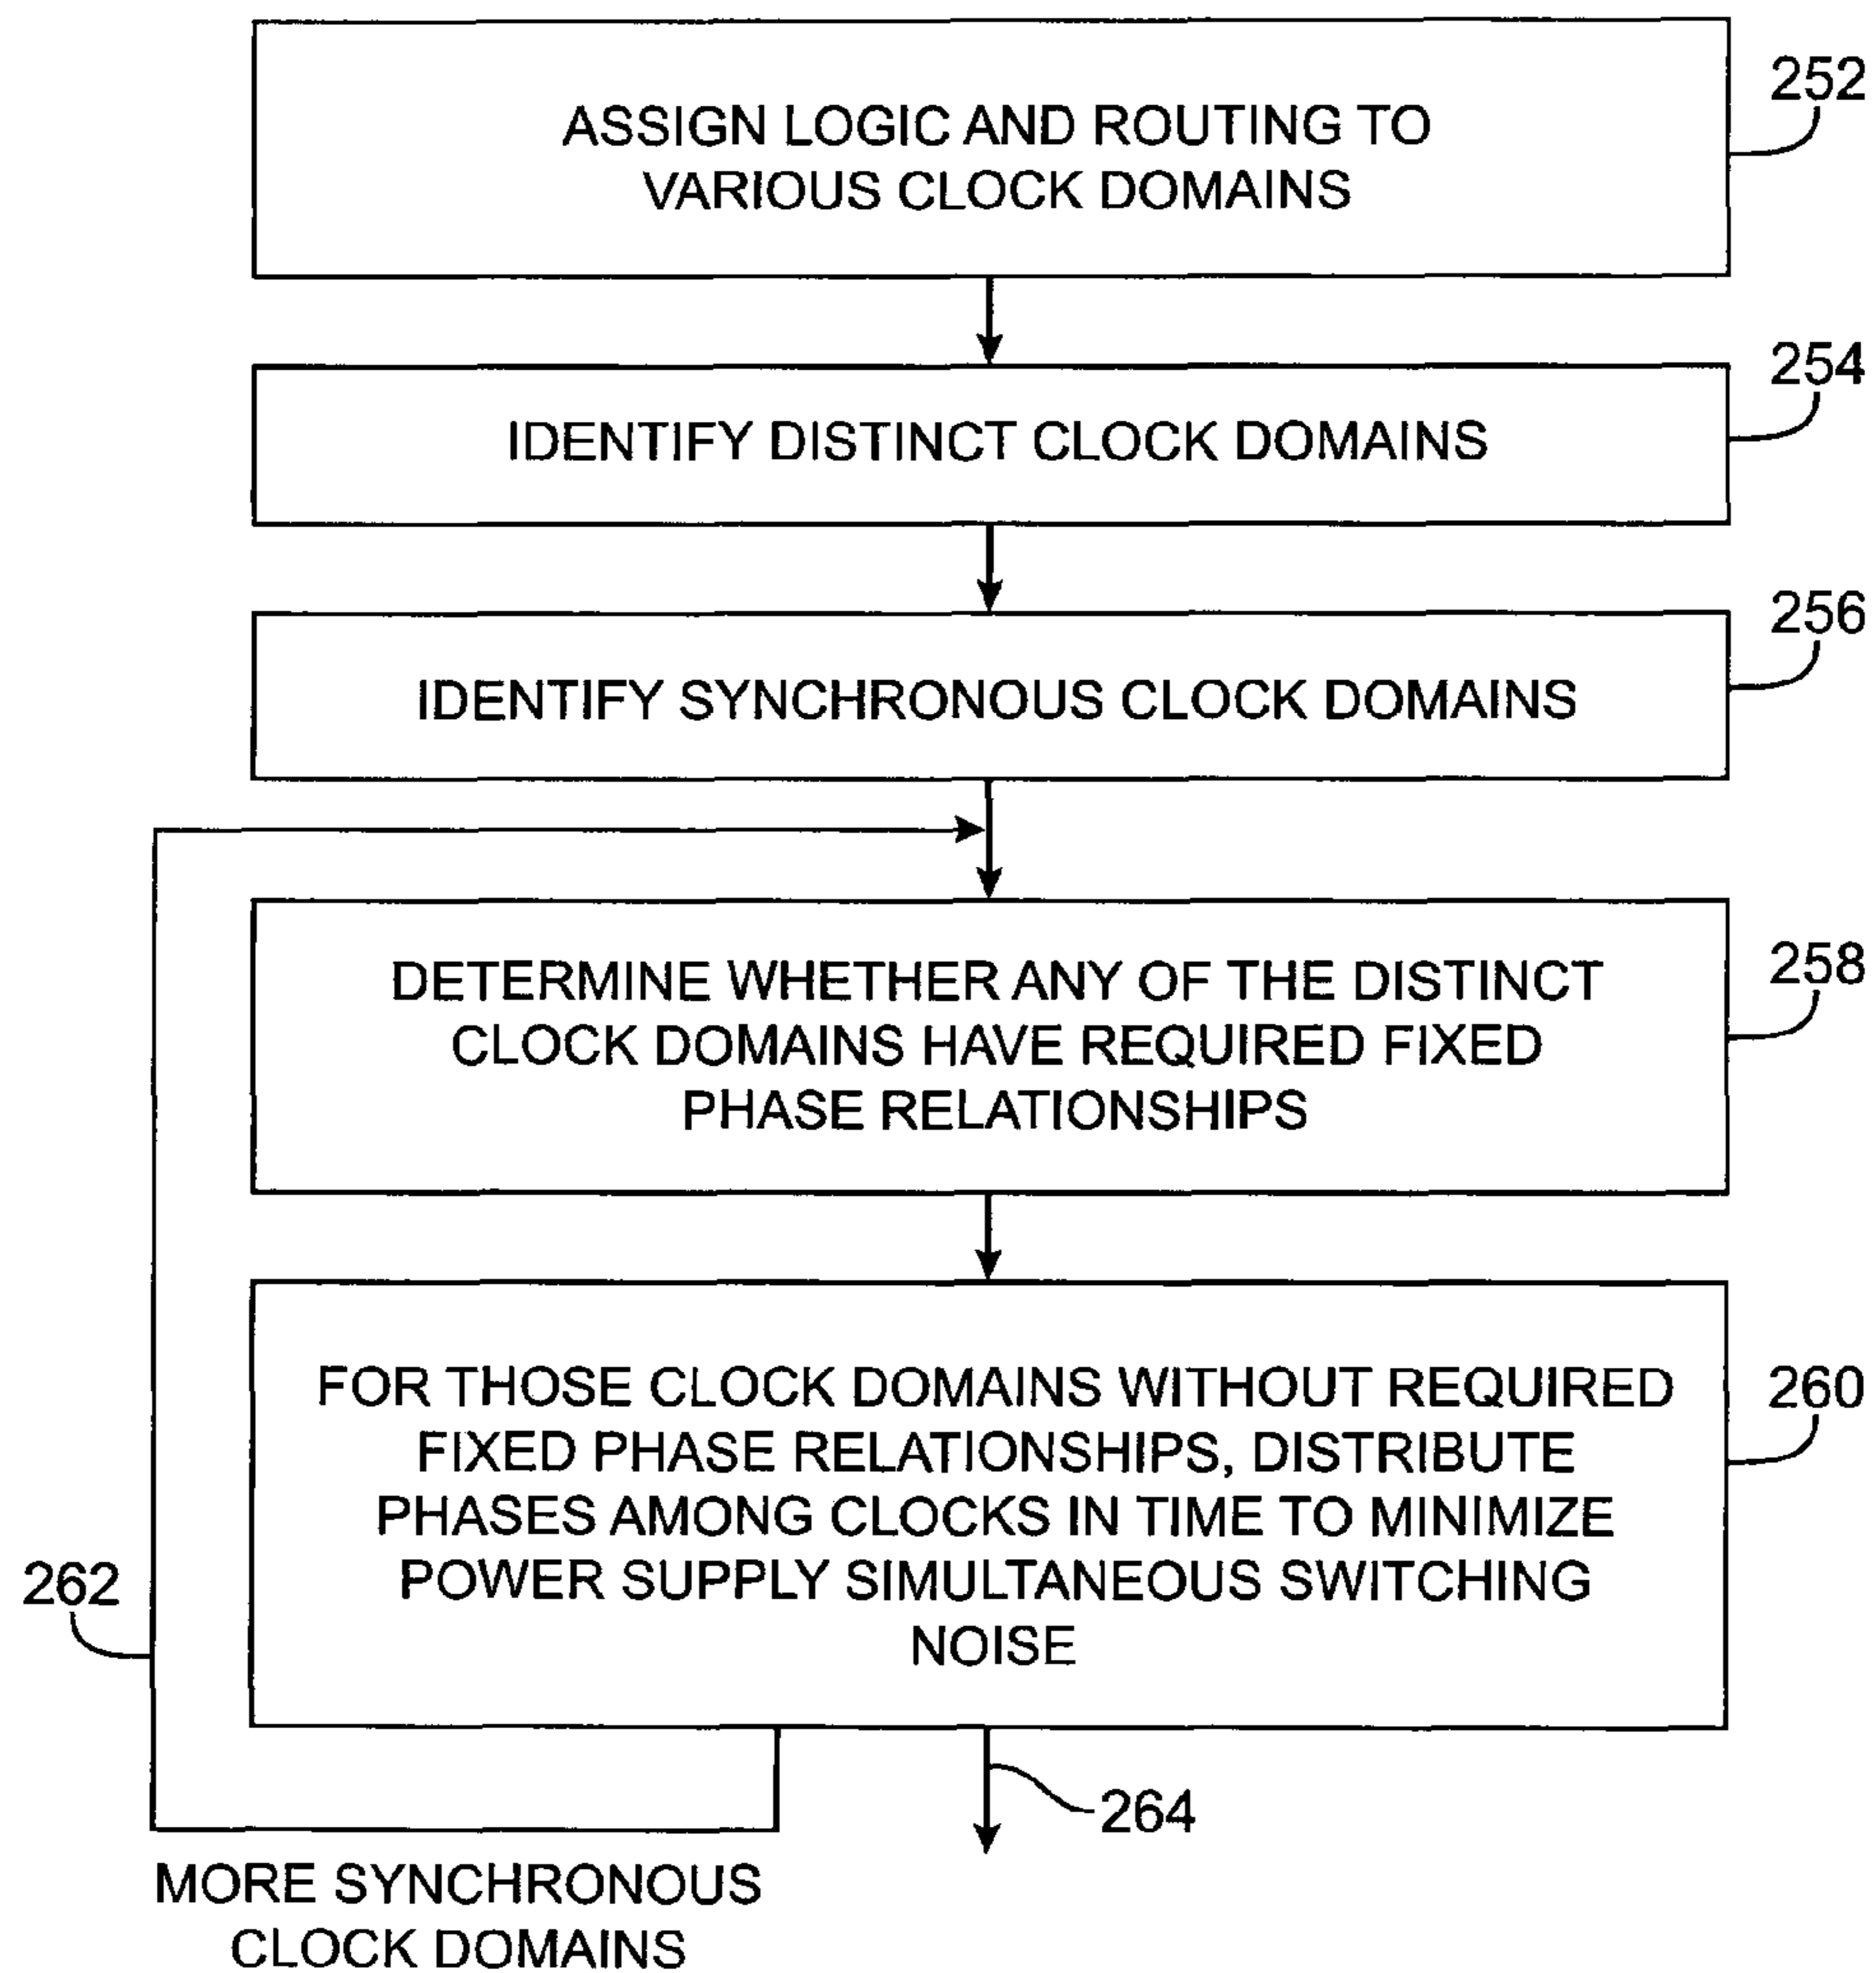 252
ASSIGN LOGIC AND ROUTING TO
VARIOUS CLOCK DOMAINS
254
IDENTIFY DISTINCT CLOCK DOMAINS
256
IDENTIFY SYNCHRONOUS CLOCK DOMAINS
258
DETERMINE WHETHER ANY OF THE DISTINCT
CLOCK DOMAINS HAVE REQUIRED FIXED
PHASE RELATIONSHIPS
260
FOR THOSE CLOCK DOMAINS WITHOUT REQUIRED
FIXED PHASE RELATIONSHIPS, DISTRIBUTE
PHASES AMONG CLOCKS IN TIME TO MINIMIZE
POWER SUPPLY SIMULTANEOUS SWITCHING
NOISE
262
264
MORE SYNCHRONOUS
CLOCK DOMAINS